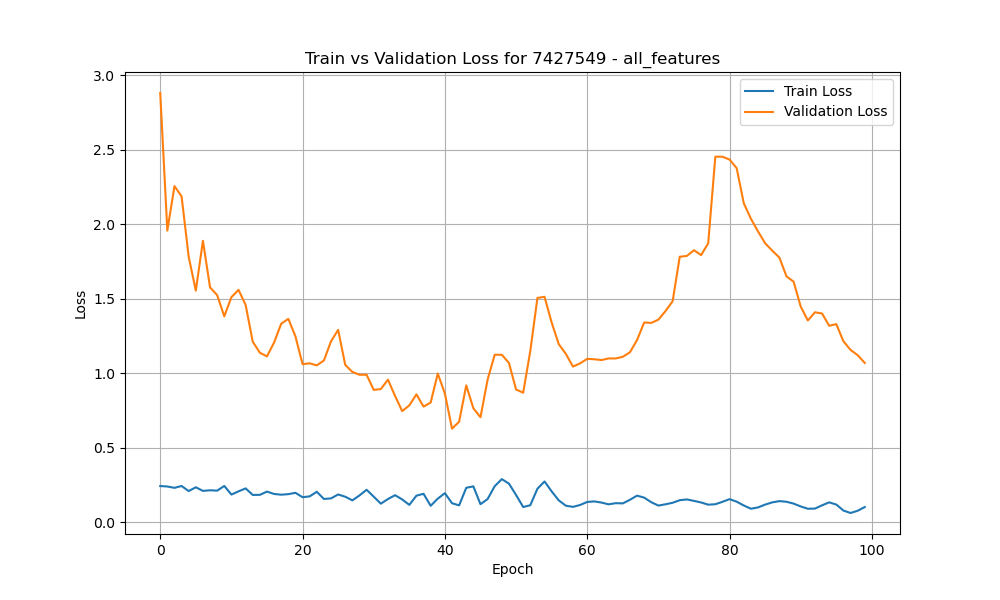 Train vs Validation Loss for 7427549 - all_features
Train Loss
Validation Loss
3.0
2.5
2.0
1.5
1.0
0.5
0.0
Loss
0 20 40 60 80 100
Epoch